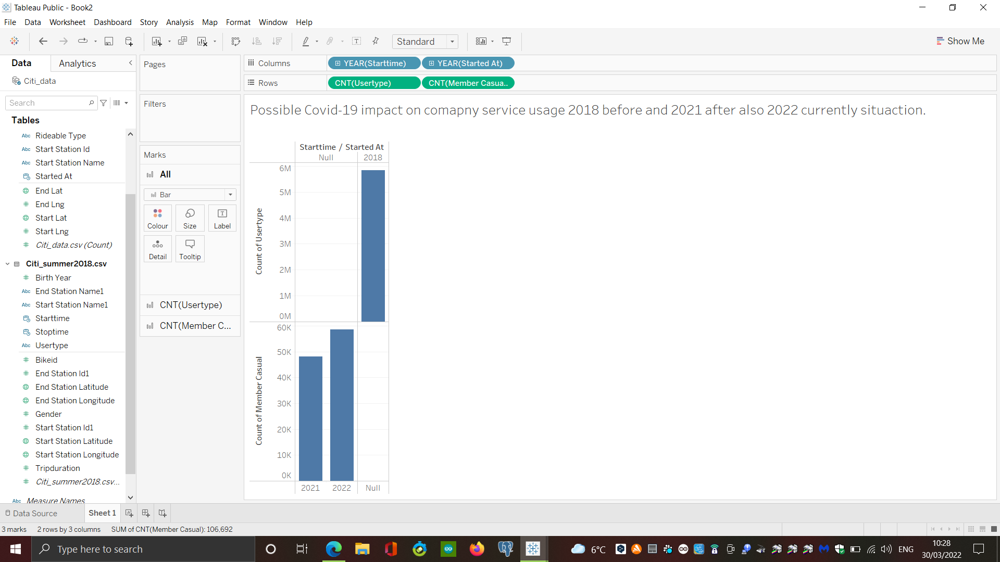 Tableau Public - Book2
File Data Worksheet Dashboard Story Analysis Map Format Window Help
Standard
Show Me
Data Analytics
Citi_data
Search
Tables
Abc Rideable Type
Abc Start Station Id
Abc Start Station Name
Started At
End Lat
# End Lng
Start Lat
# Start Lng
# Citi_data.csv (Count)
Citi_summer2018.csv
# Birth Year
Abc End Station Name1
Abc Start Station Name1
Starttime
Stoptime
Abc Usertype
# Bikeid
# End Station Id1
End Station Latitude
End Station Longitude
# Gender
# Start Station Id1
Start Station Latitude
Start Station Longitude
# Tripduration
# Citi_summer2018.csv...
Abc Measure Names
Pages
Filters
Marks
All
Bar
Colour Size Label
Detail Tooltip
CNT(Usertype)
CNT(Member C...
Columns YEAR(Starttime) YEAR(Started At)
Rows CNT(Usertype) CNT(Member Casua..
Possible Covid-19 impact on comapny service usage 2018 before and 2021 after also 2022 currently situaction.
Starttime / Started At
Null 2018
Count of Usertype
6M
5M
4M
3M
2M
1M
0M
Count of Member Casual
60K
50K
40K
30K
20K
10K
0K
2021 2022 Null
Data Source Sheet 1
3 marks 2 rows by 3 columns SUM of CNT(Member Casual): 106,692
Type here to search
6°C
ENG
10:28
30/03/2022